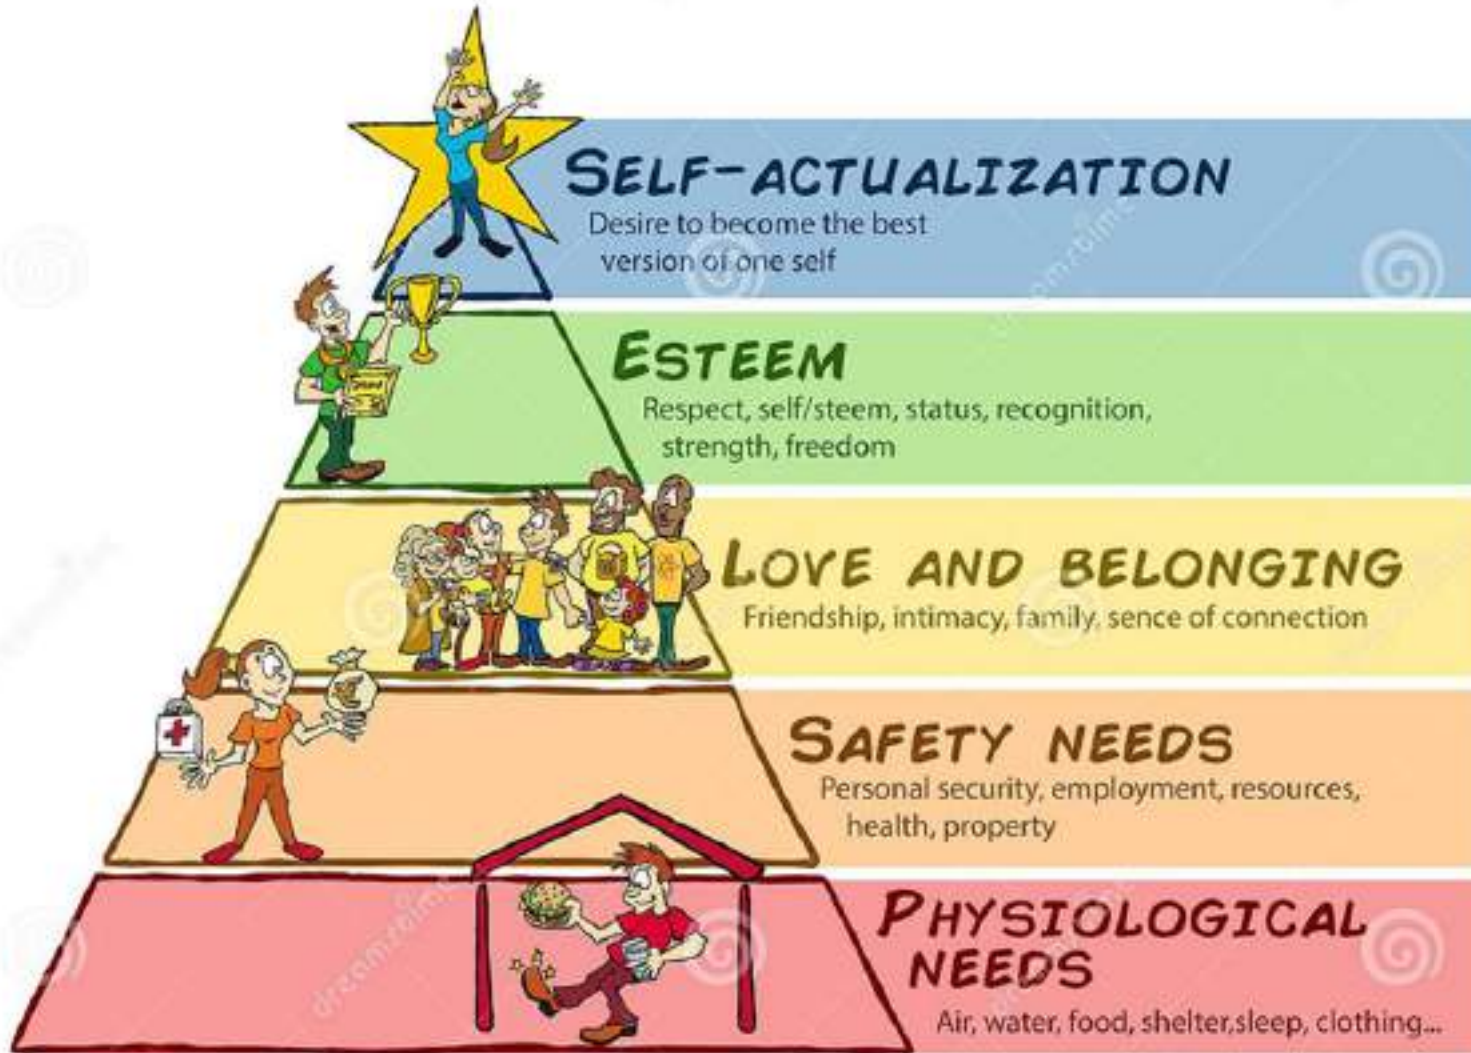 SELF-ACTUALIZATION
Desire to become the best
version of one self
ESTEEM
Respect, self/steem, status, recognition,
strength, freedom
LOVE AND BELONGING
Friendship, intimacy, family, sence of connection
SAFETY NEEDS
Personal security, employment, resources,
health, property
PHYSIOLOGICAL
NEEDS
Air, water, food, shelter,sleep, clothing...
dreamstime